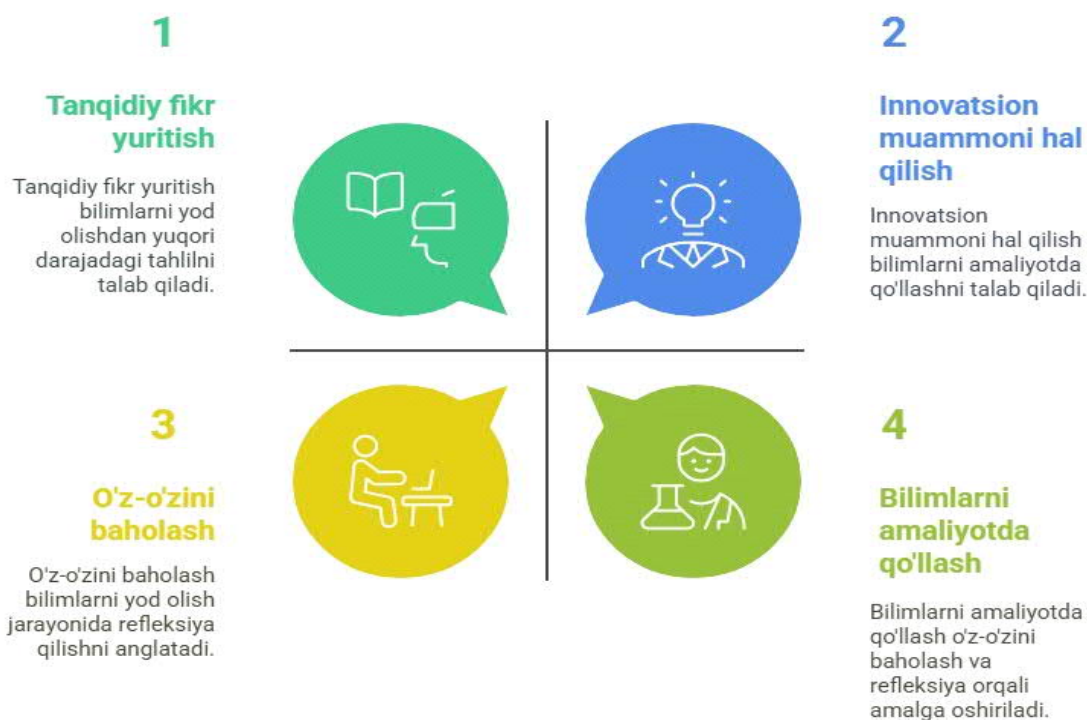 1
Tanqidiy fikr
yuritish
Tanqidiy fikr yuritish
bilimlarni yod
olishdan yuqori
darajadagi tahlilni
talab qiladi.
2
Innovatsion
muammoni hal
qilish
Innovatsion
muammoni hal qilish
bilimlarni amaliyotda
qo'llashni talab qiladi.
3
O'z-o'zini
baholash
O'z-o'zini baholash
bilimlarni yod olish
jarayonida refleksiya
qilishni anglatadi.
4
Bilimlarni
amaliyotda
qo'llash
Bilimlarni amaliyotda
qo'llash o'z-o'zini
baholash va
refleksiya orqali
amalga oshiriladi.